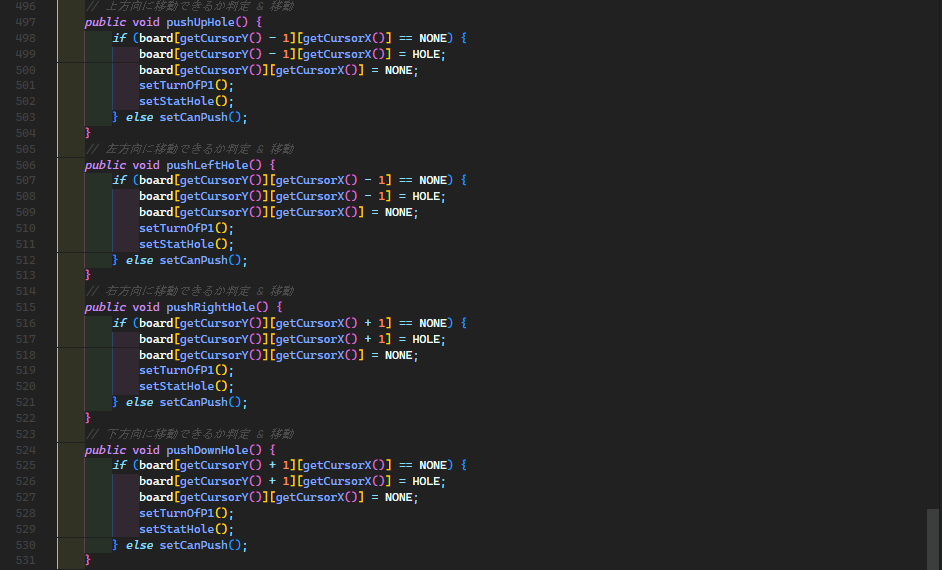 496 // 上方向に移動できるか判定 & 移動
497 public void pushUpHole() {
498 if (board[getCursorY() - 1][getCursorX()] == NONE) {
499 board[getCursorY() - 1][getCursorX()] = HOLE;
500 board[getCursorY()][getCursorX()] = NONE;
501 setTurnOfP1();
502 setStatHole();
503 } else setCanPush();
504 }
505 // 左方向に移動できるか判定 & 移動
506 public void pushLeftHole() {
507 if (board[getCursorY()][getCursorX() - 1] == NONE) {
508 board[getCursorY()][getCursorX() - 1] = HOLE;
509 board[getCursorY()][getCursorX()] = NONE;
510 setTurnOfP1();
511 setStatHole();
512 } else setCanPush();
513 }
514 // 右方向に移動できるか判定 & 移動
515 public void pushRightHole() {
516 if (board[getCursorY()][getCursorX() + 1] == NONE) {
517 board[getCursorY()][getCursorX() + 1] = HOLE;
518 board[getCursorY()][getCursorX()] = NONE;
519 setTurnOfP1();
520 setStatHole();
521 } else setCanPush();
522 }
523 // 下方向に移動できるか判定 & 移動
524 public void pushDownHole() {
525 if (board[getCursorY() + 1][getCursorX()] == NONE) {
526 board[getCursorY() + 1][getCursorX()] = HOLE;
527 board[getCursorY()][getCursorX()] = NONE;
528 setTurnOfP1();
529 setStatHole();
530 } else setCanPush();
531 }